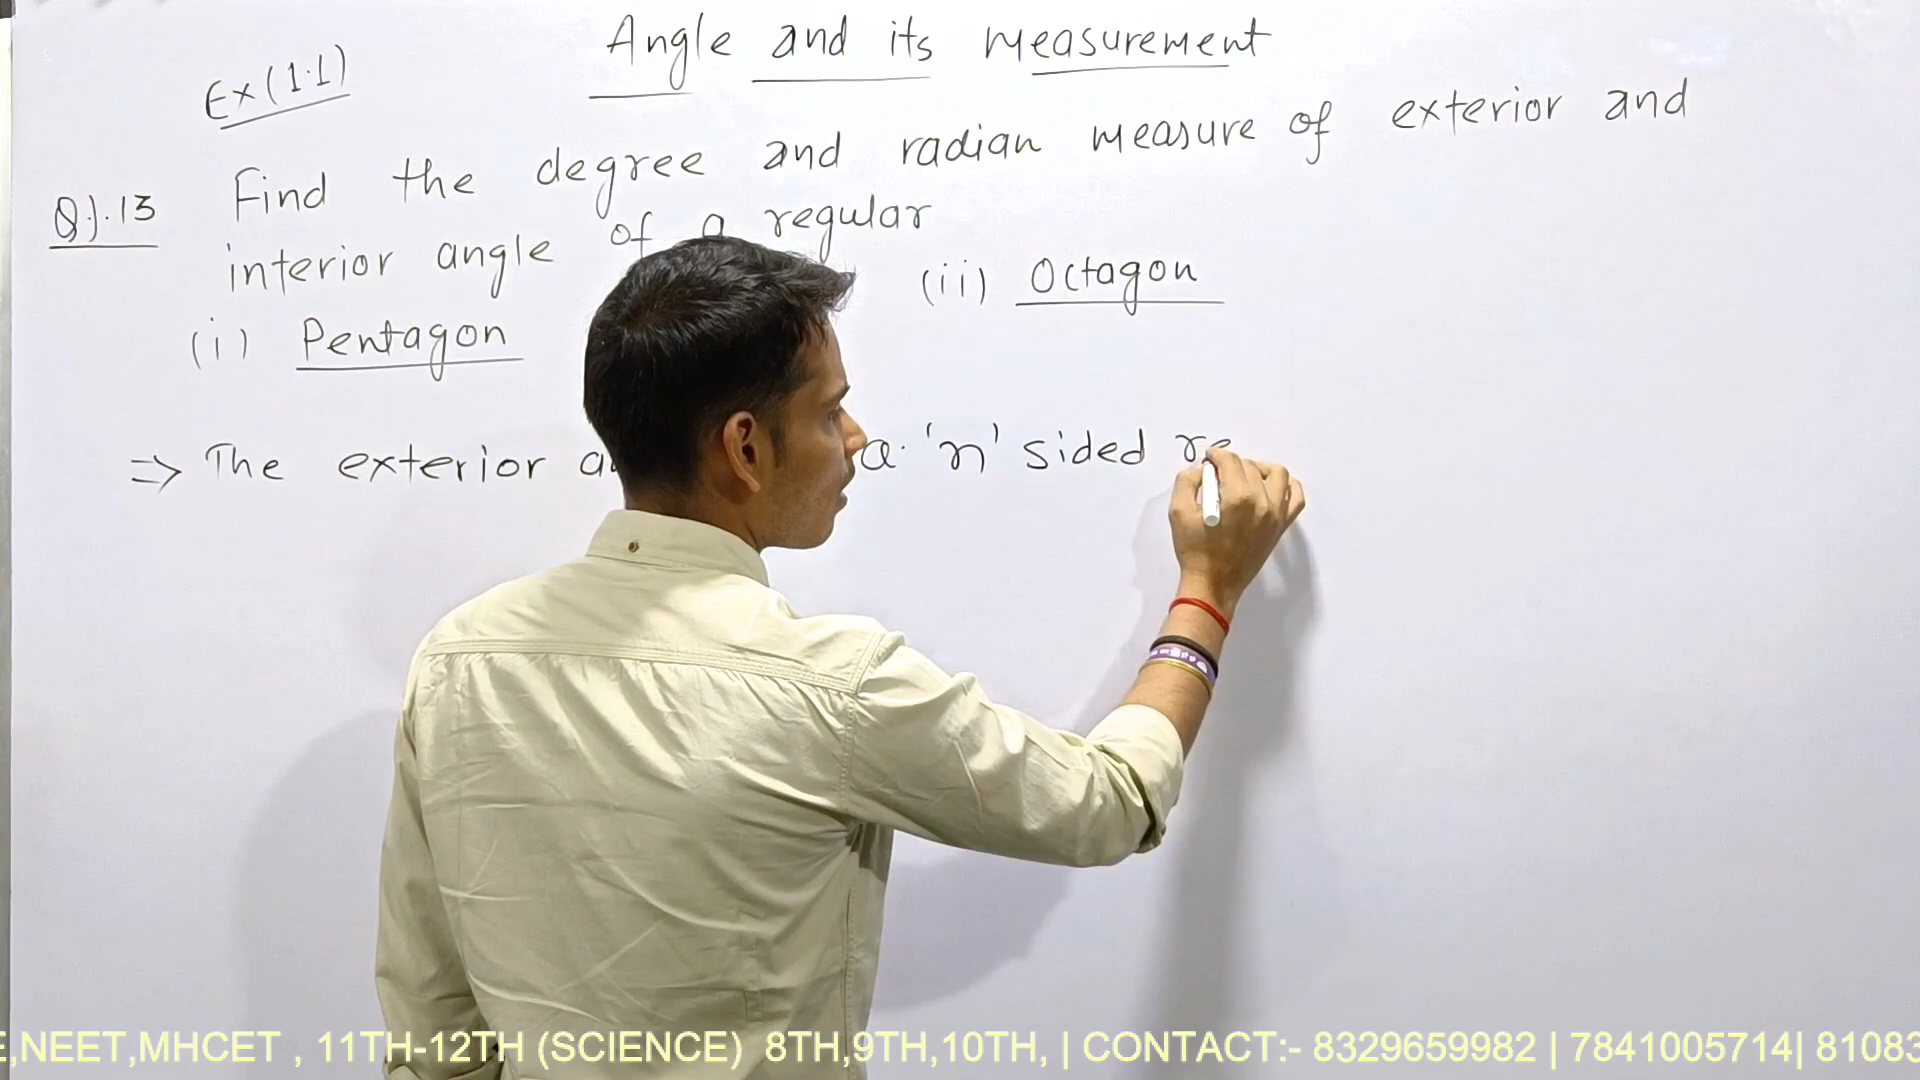 Angle and its measurement
Ex(1.1)
Q).13 Find the degree and radian measure of exterior and
interior angle of a regular
(i) Pentagon (ii) Octagon
⇒ The exterior a. 'n' sided re
,NEET,MHCET , 11TH-12TH (SCIENCE) 8TH,9TH,10TH, | CONTACT:- 8329659982 | 7841005714| 81083